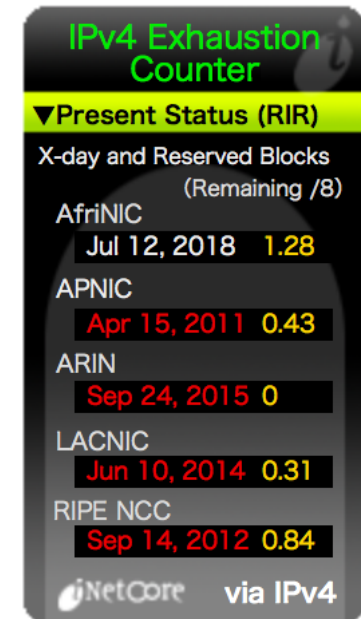 IPv4 Exhaustion
Counter
▼Present Status (RIR)
X-day and Reserved Blocks
(Remaining /8)
AfriNIC
Jul 12, 2018 1.28
APNIC
Apr 15, 2011 0.43
ARIN
Sep 24, 2015 0
LACNIC
Jun 10, 2014 0.31
RIPE NCC
Sep 14, 2012 0.84
iNetCore via IPv4